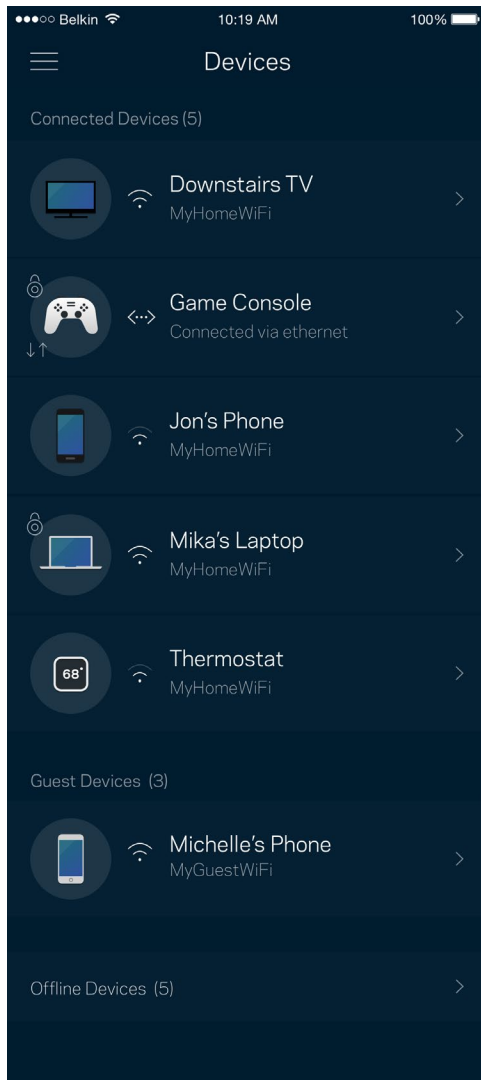 Belkin 10:19 AM 100%
Devices
Connected Devices (5)
Downstairs TV
MyHomeWiFi
Game Console
Connected via ethernet
Jon's Phone
MyHomeWiFi
Mika's Laptop
MyHomeWiFi
Thermostat
68°
MyHomeWiFi
Guest Devices (3)
Michelle's Phone
MyGuestWiFi
Offline Devices (5)